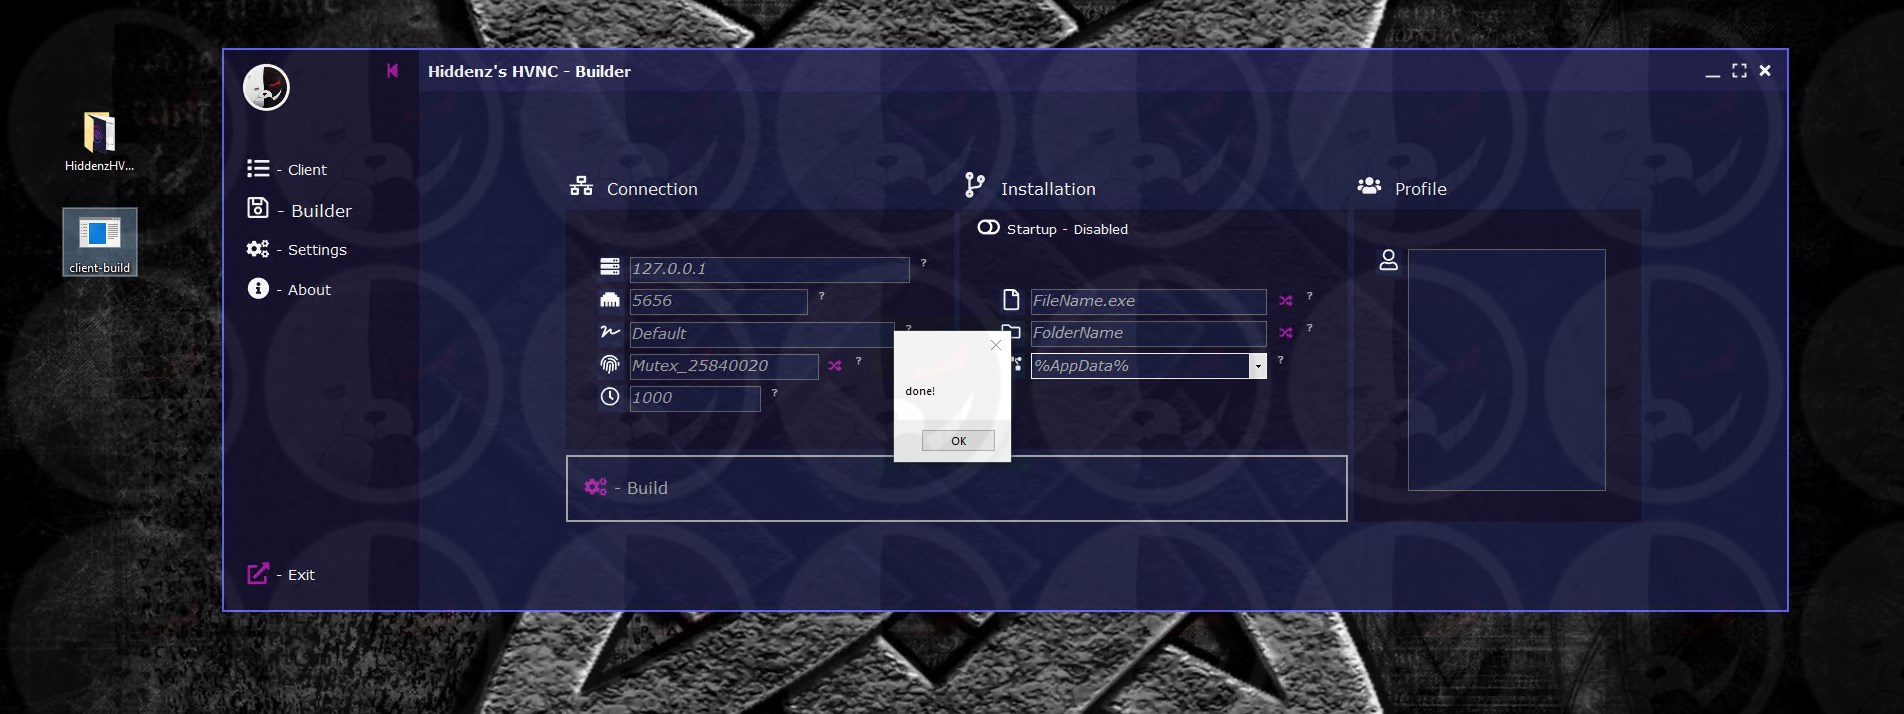 Hiddenz's HVNC - Builder
HiddenzHV...
client-build
- Client
- Builder
- Settings
- About
- Exit
Connection
127.0.0.1 ?
5656 ?
Default ?
Mutex_25840020 ?
1000 ?
Installation
Startup - Disabled
FileName.exe ?
FolderName ?
%AppData% ?
Profile
done!
OK
- Build